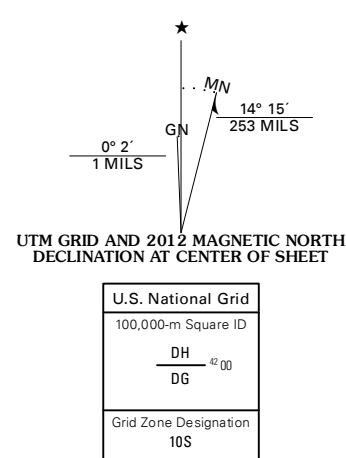 ★
MN
14° 15´
253 MILS
GN
0° 2´
1 MILS
UTM GRID AND 2012 MAGNETIC NORTH
DECLINATION AT CENTER OF SHEET
U.S. National Grid
100,000-m Square ID
DH
42 00
DG
Grid Zone Designation
10S